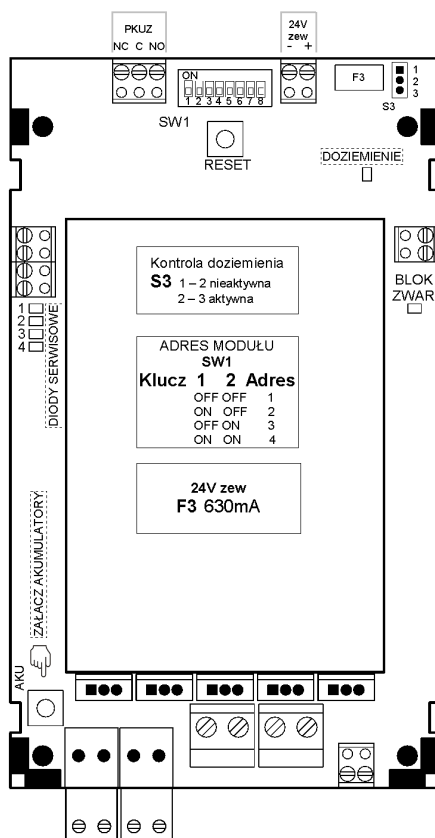 PKUZ
NC C NO
24V
zew
- +
ON
1 2 3 4 5 6 7 8
SW1
F3
1
2
3
S3
RESET
DOZIEMIENIE
Kontrola doziemienia
S3 1 – 2 nieaktywna
2 – 3 aktywna
BLOK
ZWAR
1
2
3
4
DIODY SERWISOWE
ADRES MODUŁU
SW1
Klucz 1 2 Adres
OFF OFF 1
ON OFF 2
OFF ON 3
ON ON 4
24V zew
F3 630mA
ZAŁĄCZ AKUMULATORY
AKU